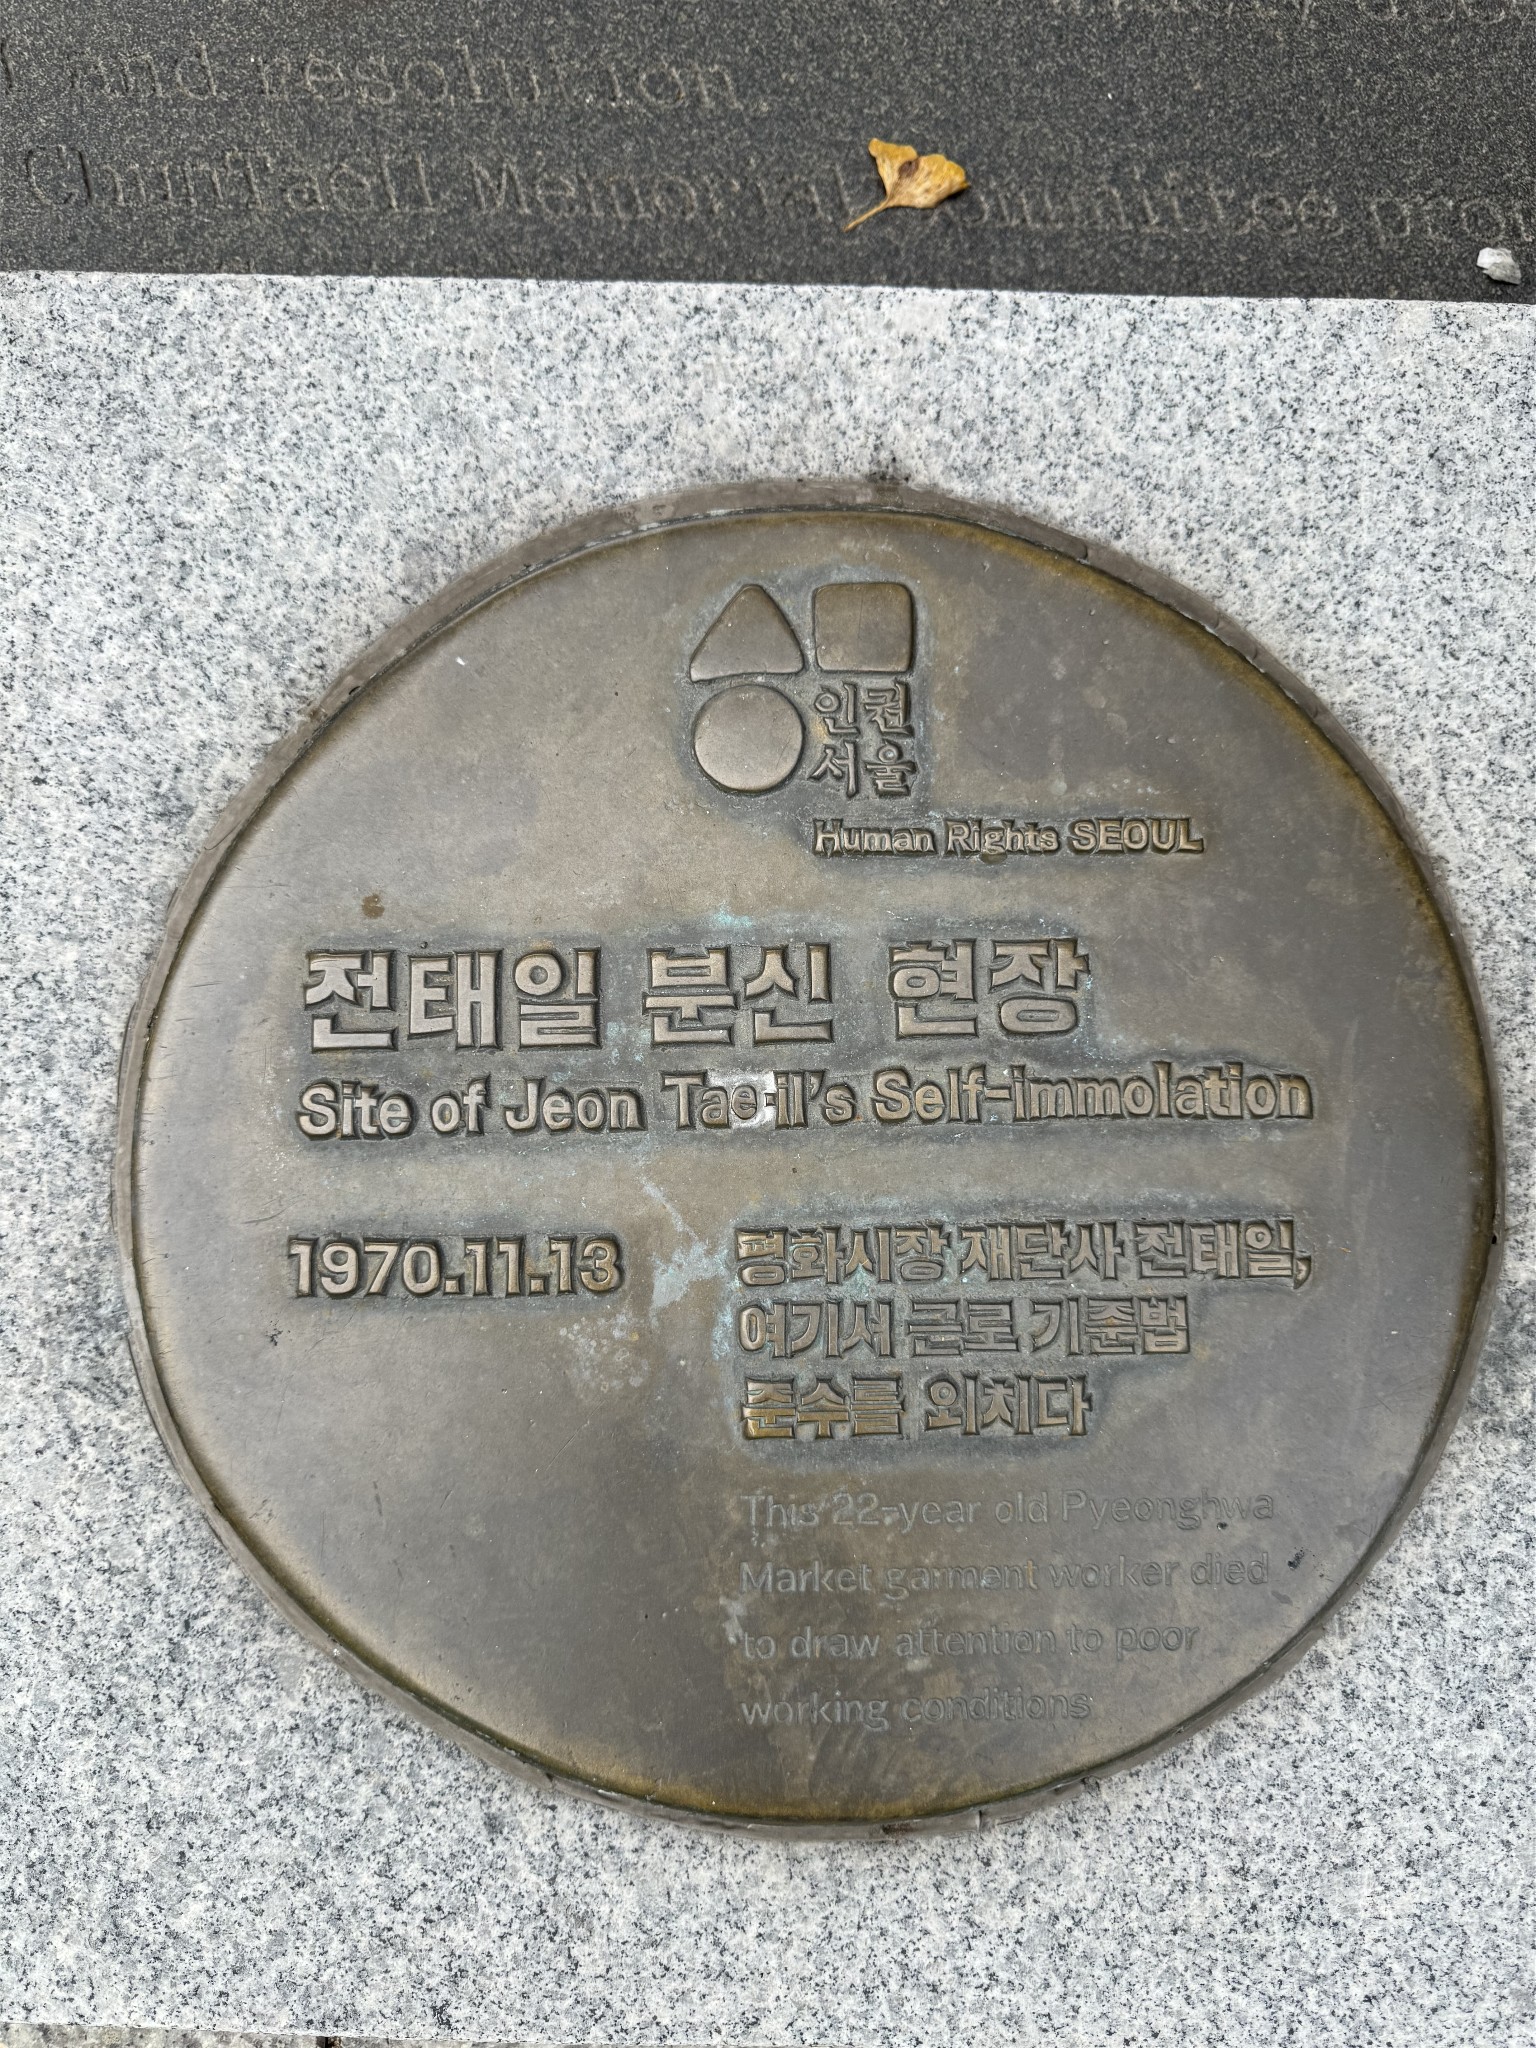 and resolution.
ChunTaeIl Memorial
인권
서울
Human Rights SEOUL
전태일 분신 현장
Site of Jeon Tae-il's Self-immolation
1970.11.13
평화시장 재단사 전태일,
여기서 근로 기준법
준수를 외치다
This 22-year old Pyeonghwa
Market garment worker died
to draw attention to poor
working conditions